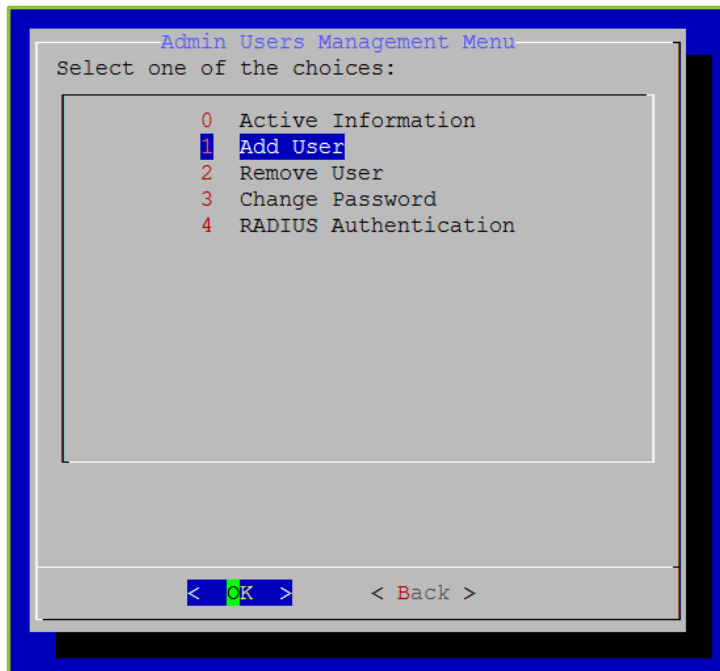 Admin Users Management Menu
Select one of the choices:
0 Active Information
1 Add User
2 Remove User
3 Change Password
4 RADIUS Authentication
< OK > < Back >